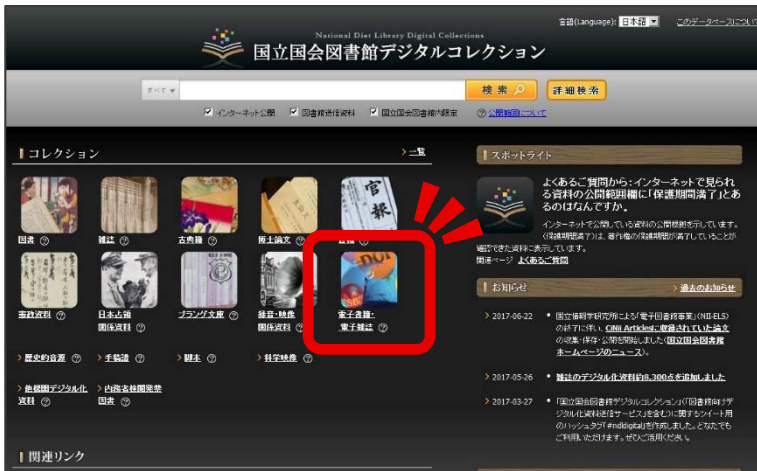 言語(Language): 日本語
このデータベースについて
National Diet Library Digital Collections
国立国会図書館デジタルコレクション
すべて
検索
詳細検索
インターネット公開
図書館送信資料
国立国会図書館内限定
公開範囲について
コレクション
一覧
図書
雑誌
古典籍
博士論文
官報
官報
憲政資料
日本占領
関係資料
プランゲ文庫
録音・映像
関係資料
電子書籍・
電子雑誌
歴史的音源
手稿譜
脚本
科学映像
他機関デジタル化
資料
内務省検閲発禁
図書
関連リンク
スポットライト
よくあるご質問から:インターネットで見られ
る資料の公開範囲欄に「保護期間満了」とあ
るのはなんですか。
インターネットで公開している資料の公開根拠を示しています。
《保護期間満了》は、著作権の保護期間が満了していることが
確認できた資料に表示しています。
関連ページ よくあるご質問
お知らせ
過去のお知らせ
2017-06-22
国立情報学研究所による「電子図書館事業」(NII-ELS)
の終了に伴い、CiNii Articlesに収録されていた論文
の収集・保存・公開を開始しました(国立国会図書館
ホームページのニュース)。
2017-05-26
雑誌のデジタル化資料約8,300点を追加しました
2017-03-27
「国立国会図書館デジタルコレクション」(「図書館向けデ
ジタル化資料送信サービス」を含む)に関するツイート用
のハッシュタグ「#ndldigital」を作成しました。どなたでも
ご利用いただけます。ぜひご活用ください。